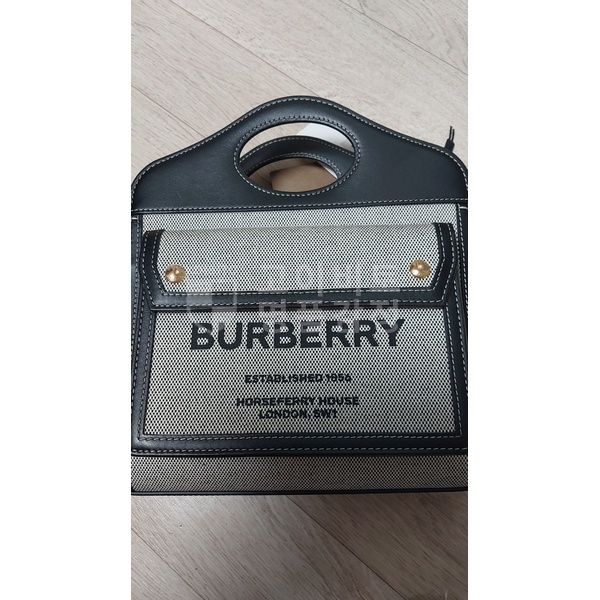 BURBERRY
ESTABLISHED 1856
HORSEFERRY HOUSE
LONDON, SW1